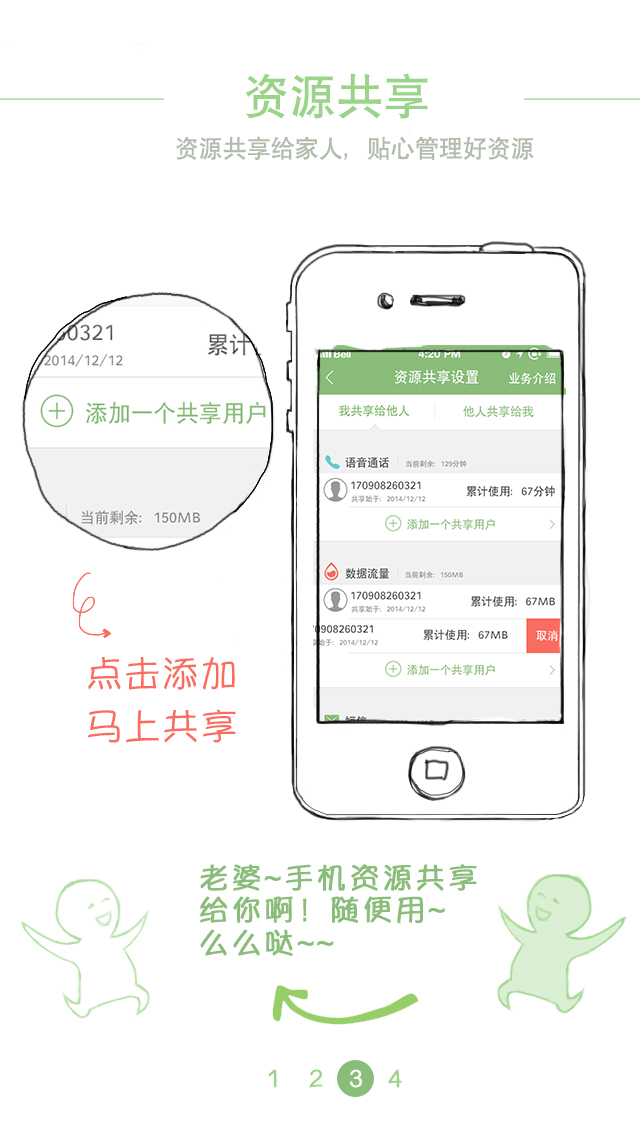 资源共享
资源共享给家人，贴心管理好资源
60321
2014/12/12
累计
添加一个共享用户
当前剩余： 150MB
点击添加
马上共享
Bell
4:20 PM
资源共享设置
业务介绍
我共享给他人
他人共享给我
语音通话
当前剩余： 129分钟
170908260321
累计使用： 67分钟
共享始于： 2014/12/12
添加一个共享用户
数据流量
当前剩余： 150MB
170908260321
累计使用： 67MB
共享始于： 2014/12/12
70908260321
累计使用： 67MB
取消
享始于： 2014/12/12
添加一个共享用户
短信
老婆~手机资源共享
给你啊！随便用~
么么哒~~
1 2 3 4